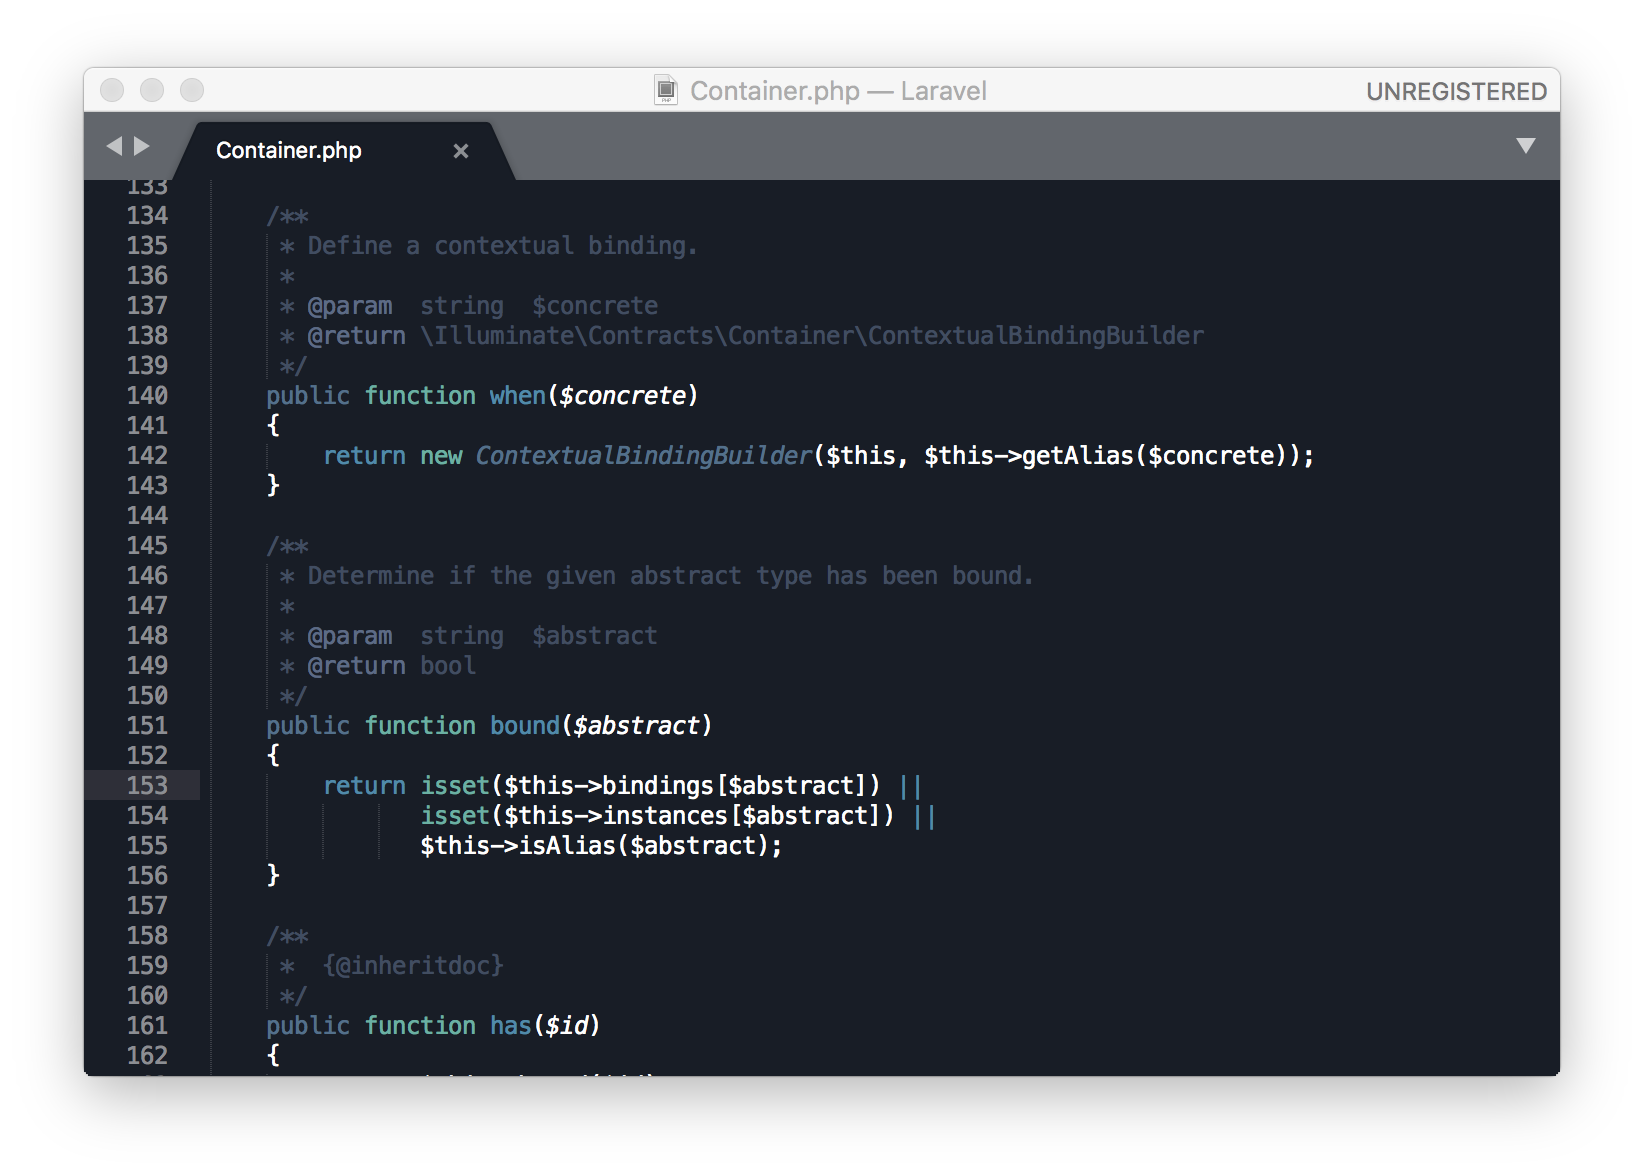 Container.php — Laravel
UNREGISTERED
Container.php ×
133
134 /**
135 * Define a contextual binding.
136 *
137 * @param  string  $concrete
138 * @return \Illuminate\Contracts\Container\ContextualBindingBuilder
139 */
140 public function when($concrete)
141 {
142 return new ContextualBindingBuilder($this, $this->getAlias($concrete));
143 }
144
145 /**
146 * Determine if the given abstract type has been bound.
147 *
148 * @param  string  $abstract
149 * @return bool
150 */
151 public function bound($abstract)
152 {
153 return isset($this->bindings[$abstract]) ||
154 isset($this->instances[$abstract]) ||
155 $this->isAlias($abstract);
156 }
157
158 /**
159 *  {@inheritdoc}
160 */
161 public function has($id)
162 {